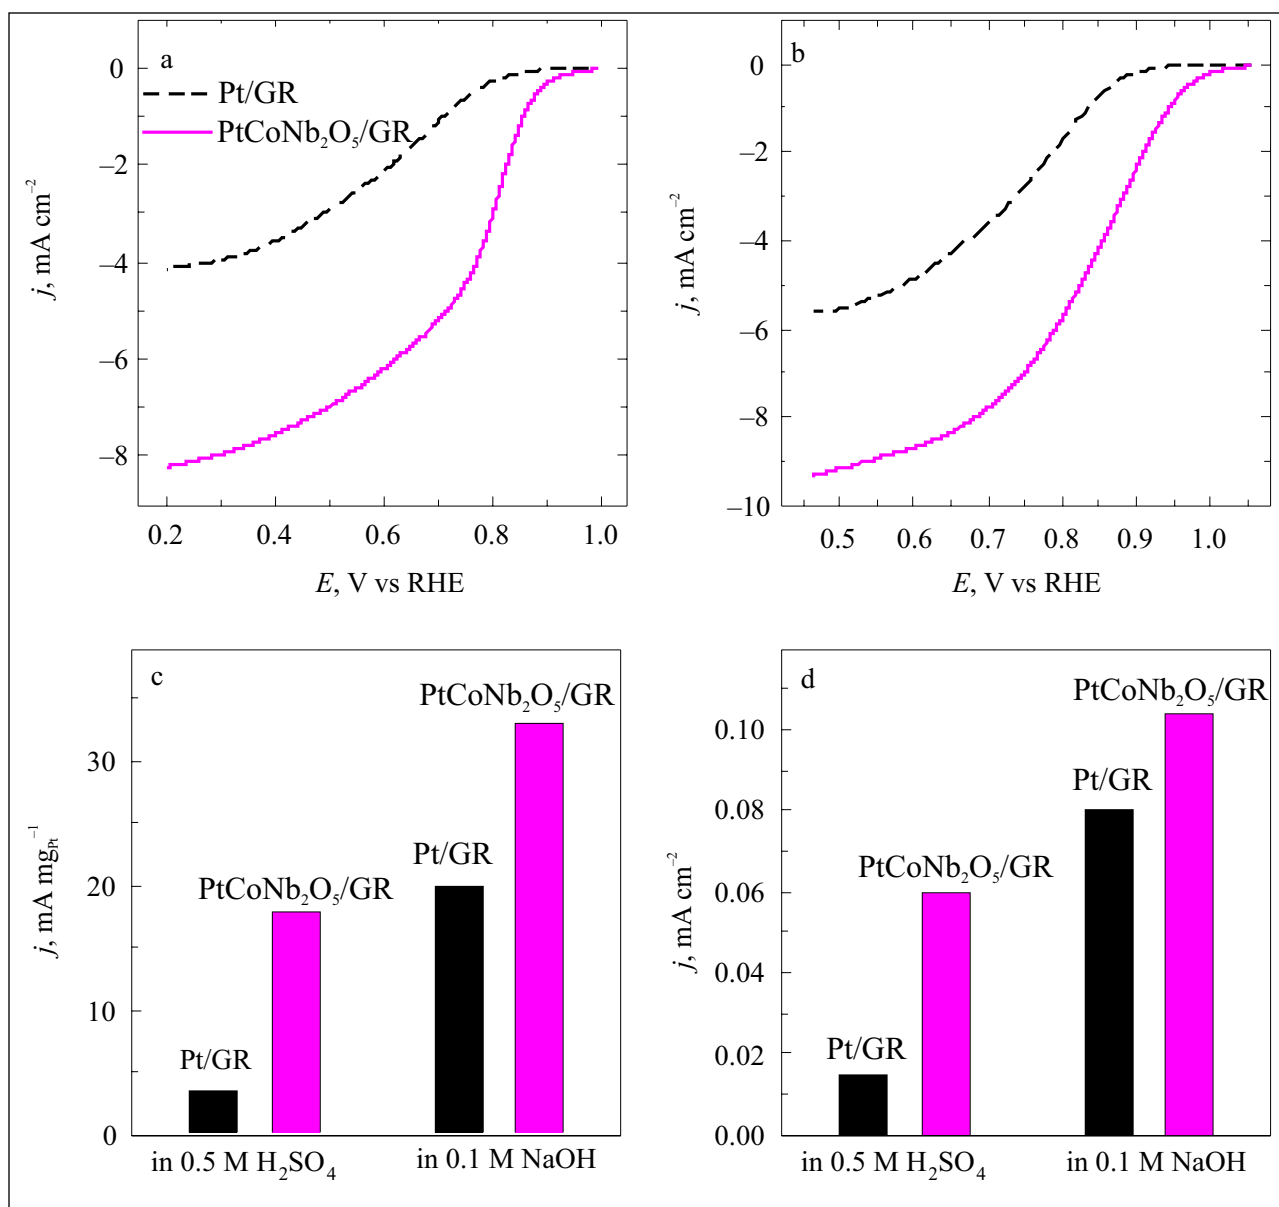 a
Pt/GR
PtCoNb₂O₅/GR
0
–2
–4
–6
–8
j, mA cm⁻²
0.2 0.4 0.6 0.8 1.0
E, V vs RHE
b
0
–2
–4
–6
–8
–10
j, mA cm⁻²
0.5 0.6 0.7 0.8 0.9 1.0
E, V vs RHE
c
PtCoNb₂O₅/GR
Pt/GR
PtCoNb₂O₅/GR
Pt/GR
30
20
10
0
j, mA mg_Pt⁻¹
in 0.5 M H₂SO₄ in 0.1 M NaOH
d
PtCoNb₂O₅/GR
Pt/GR
PtCoNb₂O₅/GR
Pt/GR
0.10
0.08
0.06
0.04
0.02
0.00
j, mA cm⁻²
in 0.5 M H₂SO₄ in 0.1 M NaOH